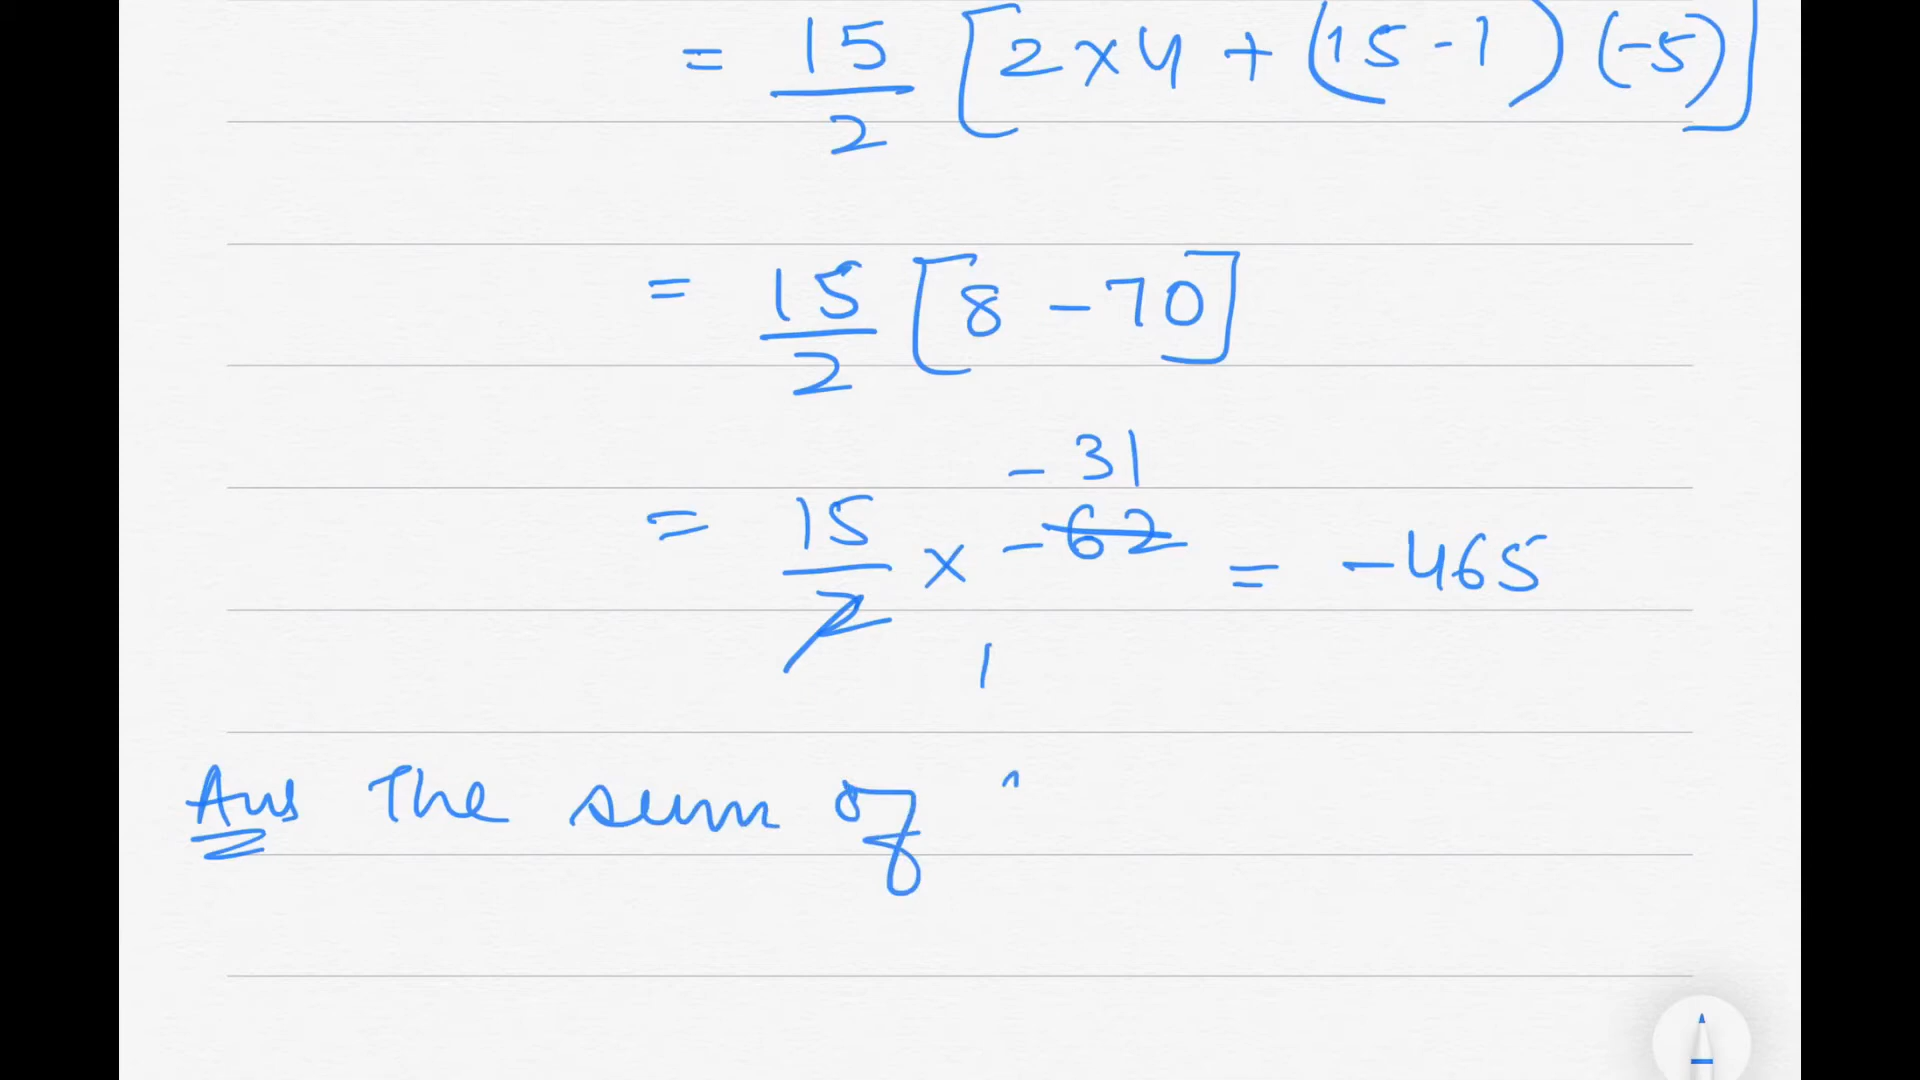 = 15/2 [2 × 4 + (15 - 1) (-5)]
= 15/2 [8 - 70]
- 31
= 15/2 × - 62 = - 465
1
Ans The sum of